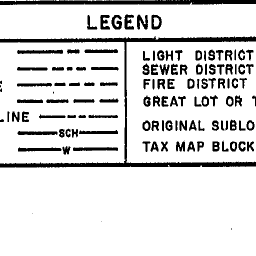 LEGEND
LIGHT DISTRICT
SEWER DISTRICT
FIRE DISTRICT
GREAT LOT OR
LINE ORIGINAL SUBLO
SCH
W TAX MAP BLOCK